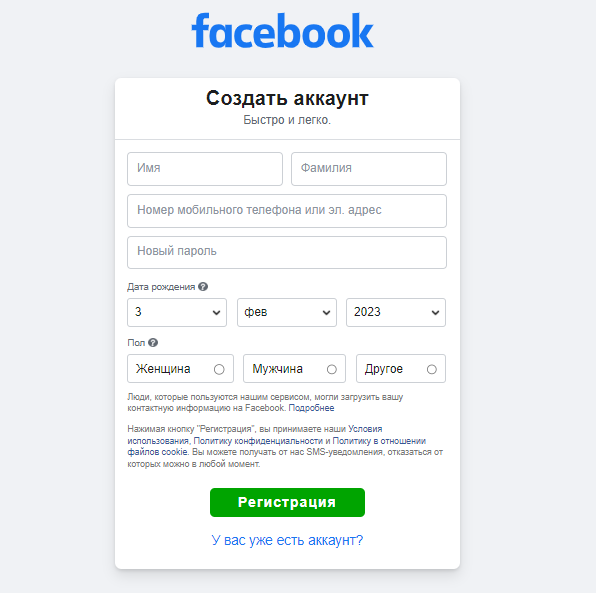 facebook
Создать аккаунт
Быстро и легко.
Имя Фамилия
Номер мобильного телефона или эл. адрес
Новый пароль
Дата рождения ?
3 фев 2023
Пол ?
Женщина Мужчина Другое
Люди, которые пользуются нашим сервисом, могли загрузить вашу
контактную информацию на Facebook. Подробнее
Нажимая кнопку "Регистрация", вы принимаете наши Условия
использования, Политику конфиденциальности и Политику в отношении
файлов cookie. Вы можете получать от нас SMS-уведомления, отказаться от
которых можно в любой момент.
Регистрация
У вас уже есть аккаунт?